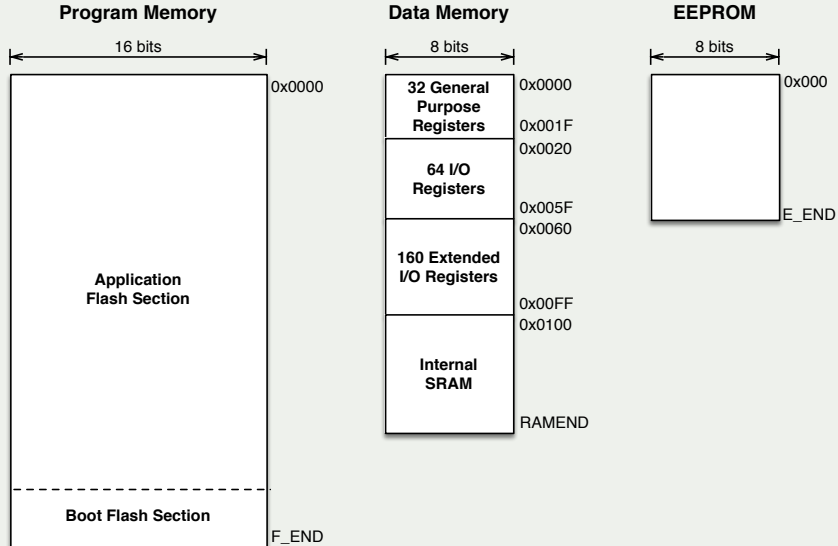 Program Memory
16 bits
0x0000
Application
Flash Section
Boot Flash Section
F_END
Data Memory
8 bits
32 General
Purpose
Registers
0x0000
0x001F
0x0020
64 I/O
Registers
0x005F
0x0060
160 Extended
I/O Registers
0x00FF
0x0100
Internal
SRAM
RAMEND
EEPROM
8 bits
0x000
E_END